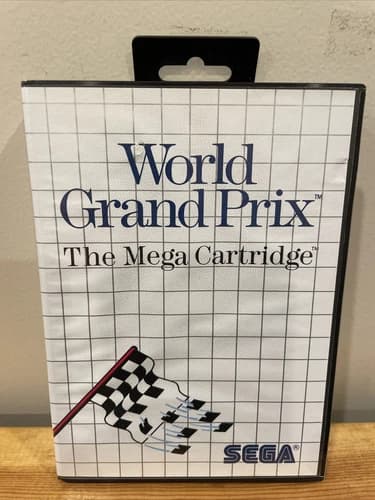 World
Grand Prix™
The Mega Cartridge™
SEGA®